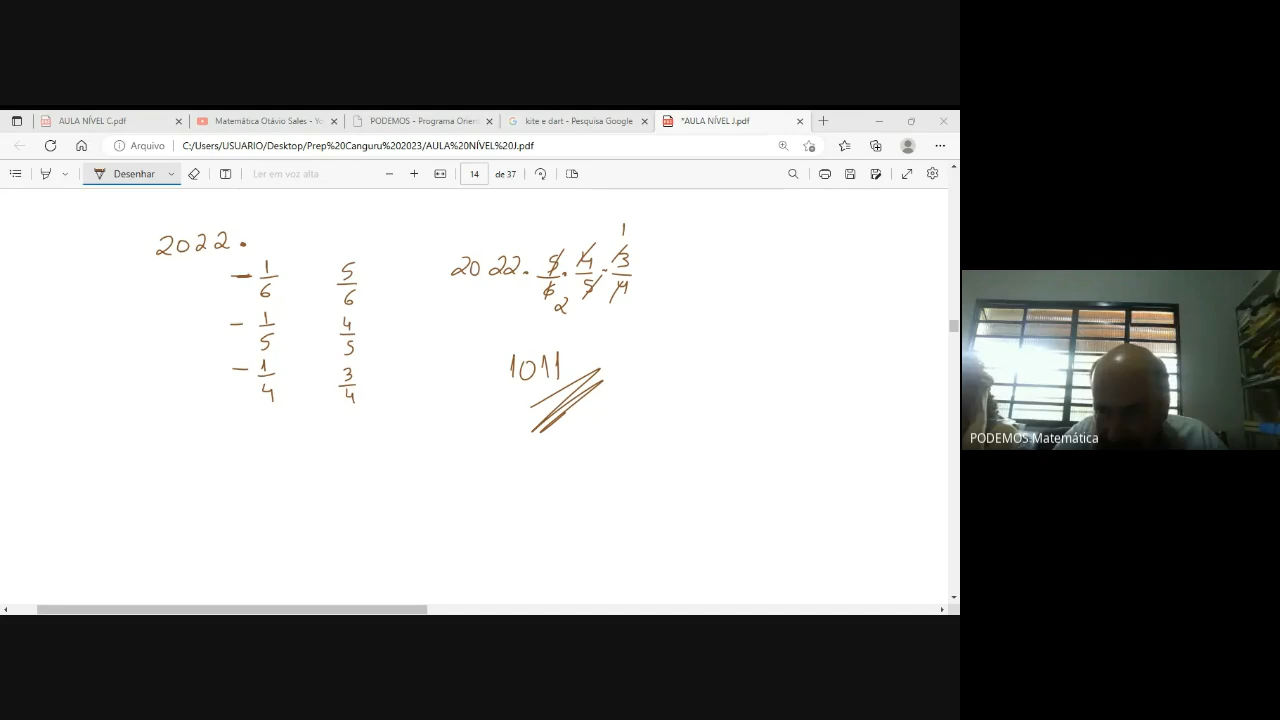 AULA NÍVEL C.pdf
Matemática Otávio Sales - Yo
PODEMOS - Programa Orien
kite e dart - Pesquisa Google
*AULA NÍVEL J.pdf
Arquivo
C:/Users/USUARIO/Desktop/Prep%20Canguru%202023/AULA%20NÍVEL%20J.pdf
Desenhar
Ler em voz alta
14 de 37
2022 ·
- 1/6 5/6
- 1/5 4/5
- 1/4 3/4
1
2022 · 5/6 · 4/5 · 3/4
2
1011
PODEMOS Matemática